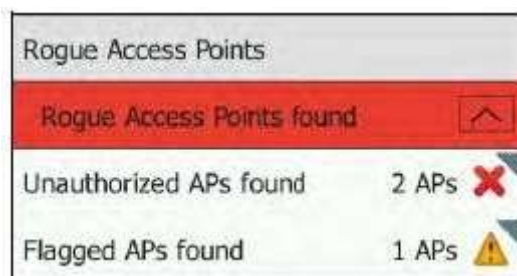 Rogue Access Points
Rogue Access Points found
Unauthorized APs found 2 APs
Flagged APs found 1 APs